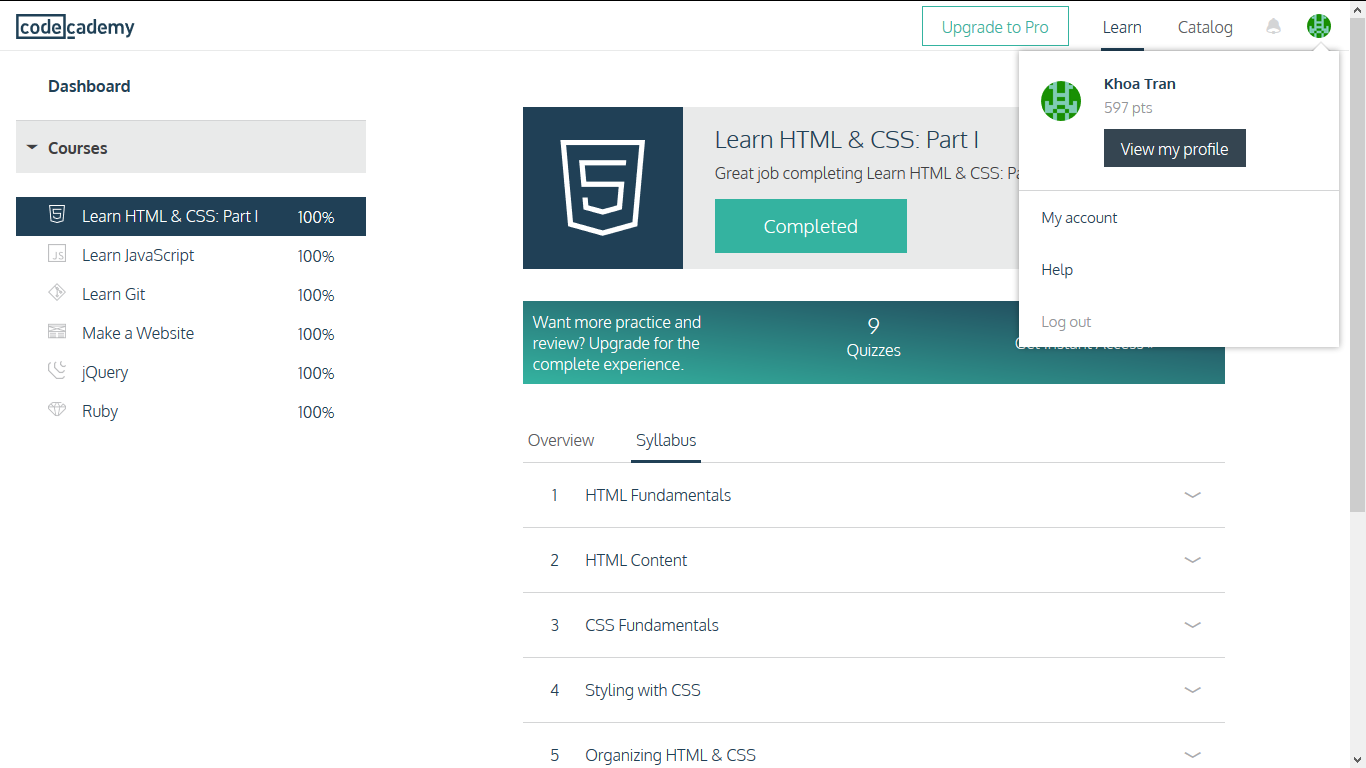 codecademy
Upgrade to Pro
Learn
Catalog
Dashboard
Courses
Learn HTML & CSS: Part I 100%
JS Learn JavaScript 100%
Learn Git 100%
Make a Website 100%
jQuery 100%
Ruby 100%
5
Learn HTML & CSS: Part I
Great job completing Learn HTML & CSS:
Completed
Khoa Tran
597 pts
View my profile
My account
Help
Log out
Want more practice and
review? Upgrade for the
complete experience.
9
Quizzes
Get Instant Access
Overview
Syllabus
1 HTML Fundamentals
2 HTML Content
3 CSS Fundamentals
4 Styling with CSS
5 Organizing HTML & CSS